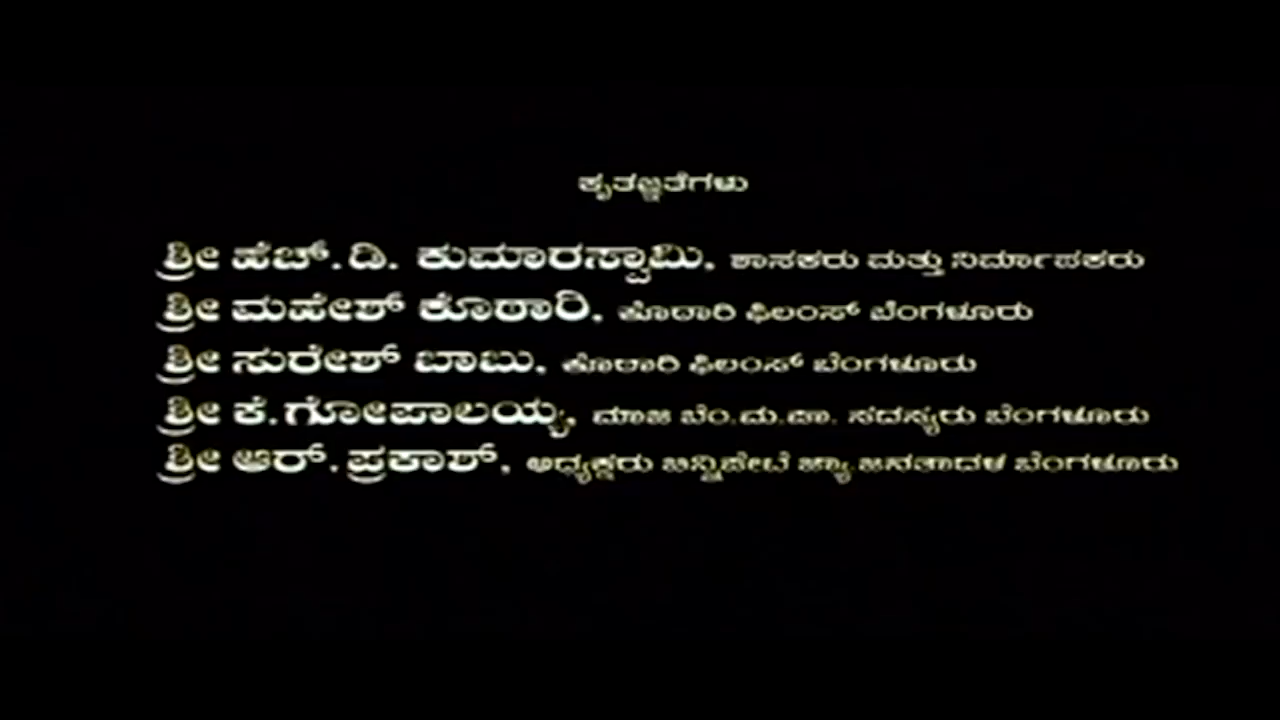 ಕೃತಜ್ಞತೆಗಳು
ಶ್ರೀ ಹೆಚ್.ಡಿ. ಕುಮಾರಸ್ವಾಮಿ, ಶಾಸಕರು ಮತ್ತು ನಿರ್ಮಾಪಕರು
ಶ್ರೀ ಮಹೇಶ್ ಕೊಠಾರಿ, ಕೊಠಾರಿ ಫಿಲಂಸ್ ಬೆಂಗಳೂರು
ಶ್ರೀ ಸುರೇಶ್ ಬಾಬು, ಕೊಠಾರಿ ಫಿಲಂಸ್ ಬೆಂಗಳೂರು
ಶ್ರೀ ಕೆ.ಗೋಪಾಲಯ್ಯ, ಮಾಜಿ ಬೆಂ.ಮ.ಪಾ. ಸದಸ್ಯರು ಬೆಂಗಳೂರು
ಶ್ರೀ ಆರ್.ಪ್ರಕಾಶ್, ಅಧ್ಯಕ್ಷರು ಬಿನ್ನಿಪೇಟೆ ಜ್ಯಾ.ಜನತಾದಳ ಬೆಂಗಳೂರು